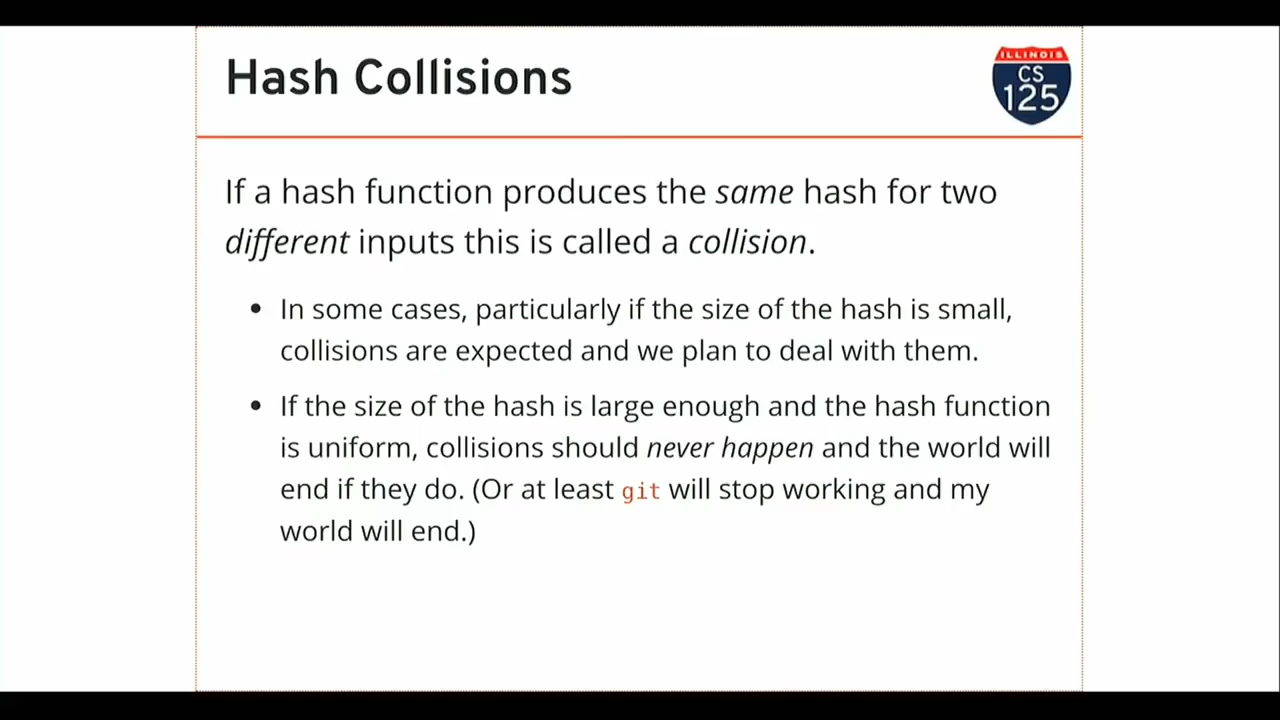 Hash Collisions
ILLINOIS
CS
125
If a hash function produces the same hash for two
different inputs this is called a collision.
• In some cases, particularly if the size of the hash is small,
collisions are expected and we plan to deal with them.
• If the size of the hash is large enough and the hash function
is uniform, collisions should never happen and the world will
end if they do. (Or at least git will stop working and my
world will end.)